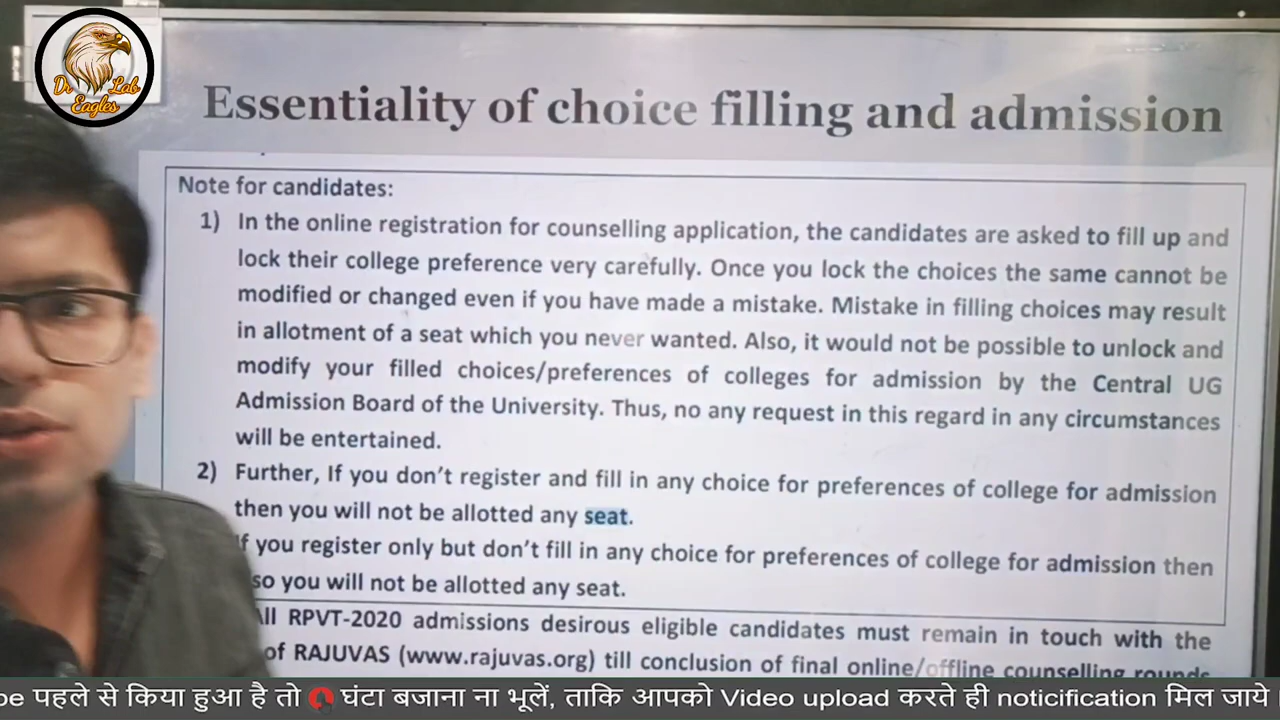 Dr Lab
Eagles
Essentiality of choice filling and admission
Note for candidates:
1) In the online registration for counselling application, the candidates are asked to fill up and
lock their college preference very carefully. Once you lock the choices the same cannot be
modified or changed even if you have made a mistake. Mistake in filling choices may result
in allotment of a seat which you never wanted. Also, it would not be possible to unlock and
modify your filled choices/preferences of colleges for admission by the Central UG
Admission Board of the University. Thus, no any request in this regard in any circumstances
will be entertained.
2) Further, If you don't register and fill in any choice for preferences of college for admission
then you will not be allotted any seat.
If you register only but don't fill in any choice for preferences of college for admission then
so you will not be allotted any seat.
All RPVT-2020 admissions desirous eligible candidates must remain in touch with the
of RAJUVAS (www.rajuvas.org) till conclusion of final online/offline counselling rounds
पहले से किया हुआ है तो घंटा बजाना ना भूलें, ताकि आपको Video upload करते ही noticification मिल जाये